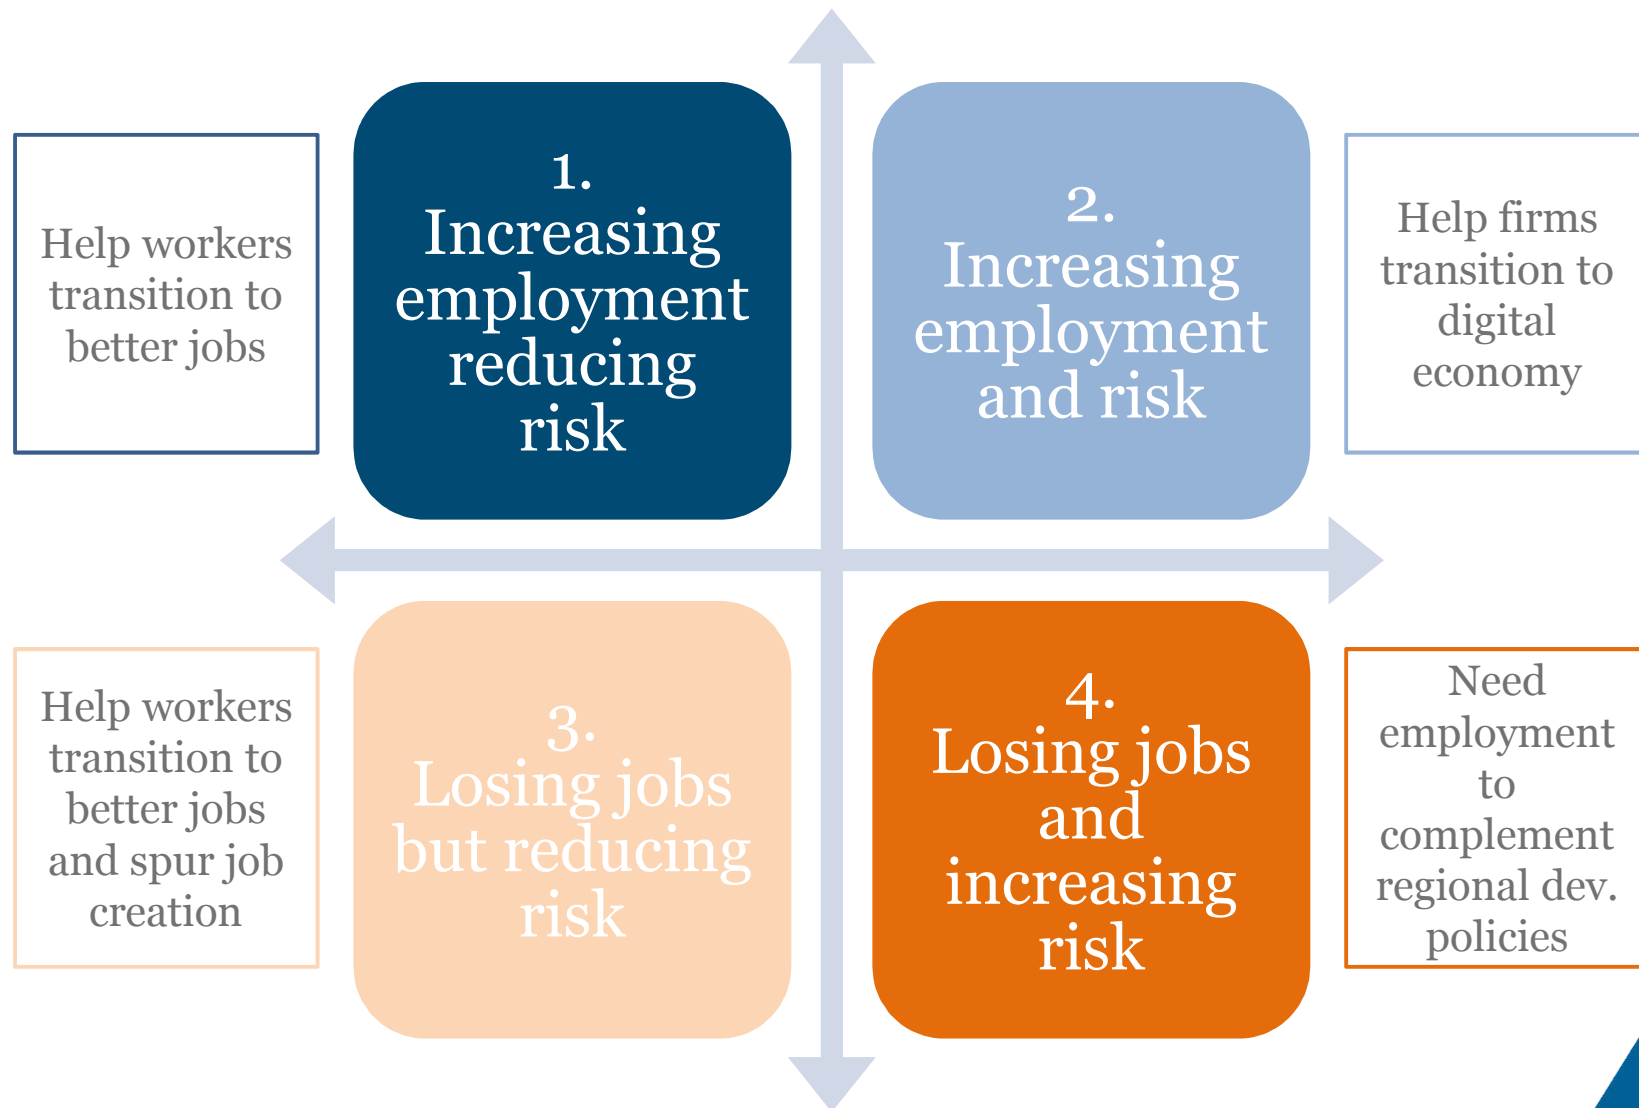 Help workers
transition to
better jobs
1.
Increasing
employment
reducing
risk
2.
Increasing
employment
and risk
Help firms
transition to
digital
economy
Help workers
transition to
better jobs
and spur job
creation
3.
Losing jobs
but reducing
risk
4.
Losing jobs
and
increasing
risk
Need
employment
to
complement
regional dev.
policies